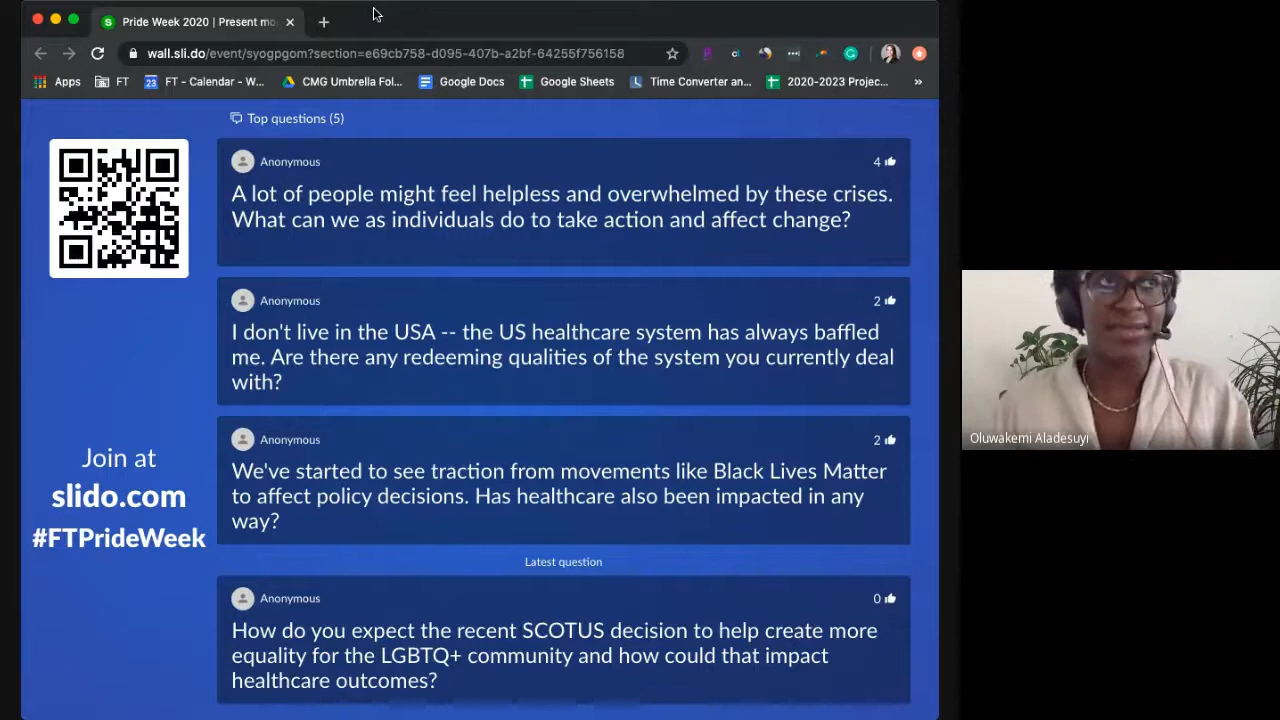 Pride Week 2020 | Present mo
wall.sli.do/event/syogpgom?section=e69cb758-d095-407b-a2bf-64255f756158
Apps FT FT - Calendar - W... CMG Umbrella Fol... Google Docs Google Sheets Time Converter an... 2020-2023 Projec... »
23
Top questions (5)
Anonymous 4
A lot of people might feel helpless and overwhelmed by these crises.
What can we as individuals do to take action and affect change?
Anonymous 2
I don't live in the USA -- the US healthcare system has always baffled
me. Are there any redeeming qualities of the system you currently deal
with?
Anonymous 2
We've started to see traction from movements like Black Lives Matter
to affect policy decisions. Has healthcare also been impacted in any
way?
Latest question
Anonymous 0
How do you expect the recent SCOTUS decision to help create more
equality for the LGBTQ+ community and how could that impact
healthcare outcomes?
Join at
slido.com
#FTPrideWeek
Oluwakemi Aladesuyi